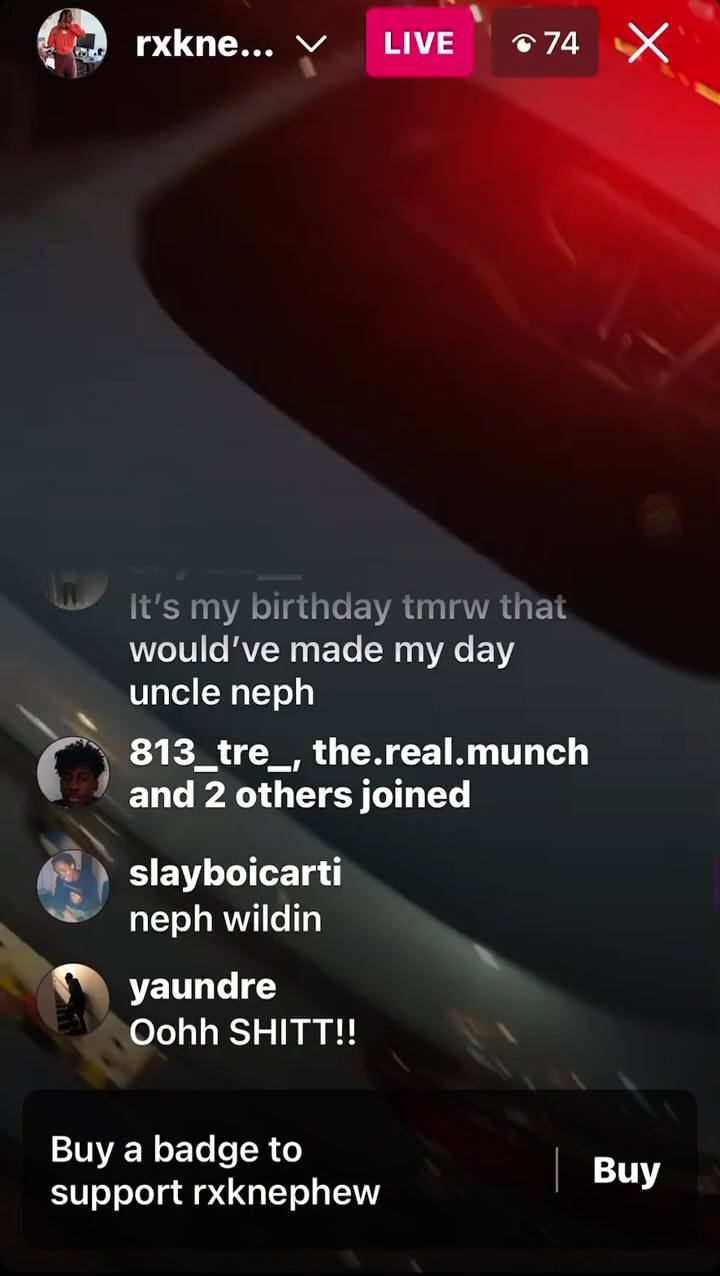 rxkne...
LIVE
74
It's my birthday tmrw that
would've made my day
uncle neph
813_tre_, the.real.munch
and 2 others joined
slayboicarti
neph wildin
yaundre
Oohh SHITT!!
Buy a badge to
support rxknephew
Buy